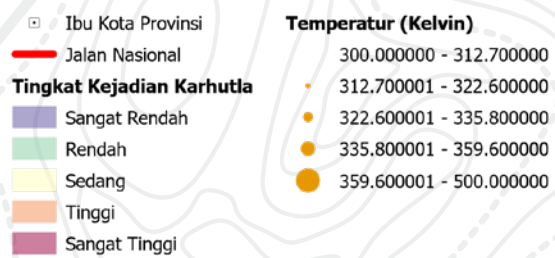 Ibu Kota Provinsi
Jalan Nasional
Tingkat Kejadian Karhutla
Sangat Rendah
Rendah
Sedang
Tinggi
Sangat Tinggi
Temperatur (Kelvin)
300.000000 - 312.700000
312.700001 - 322.600000
322.600001 - 335.800000
335.800001 - 359.600000
359.600001 - 500.000000